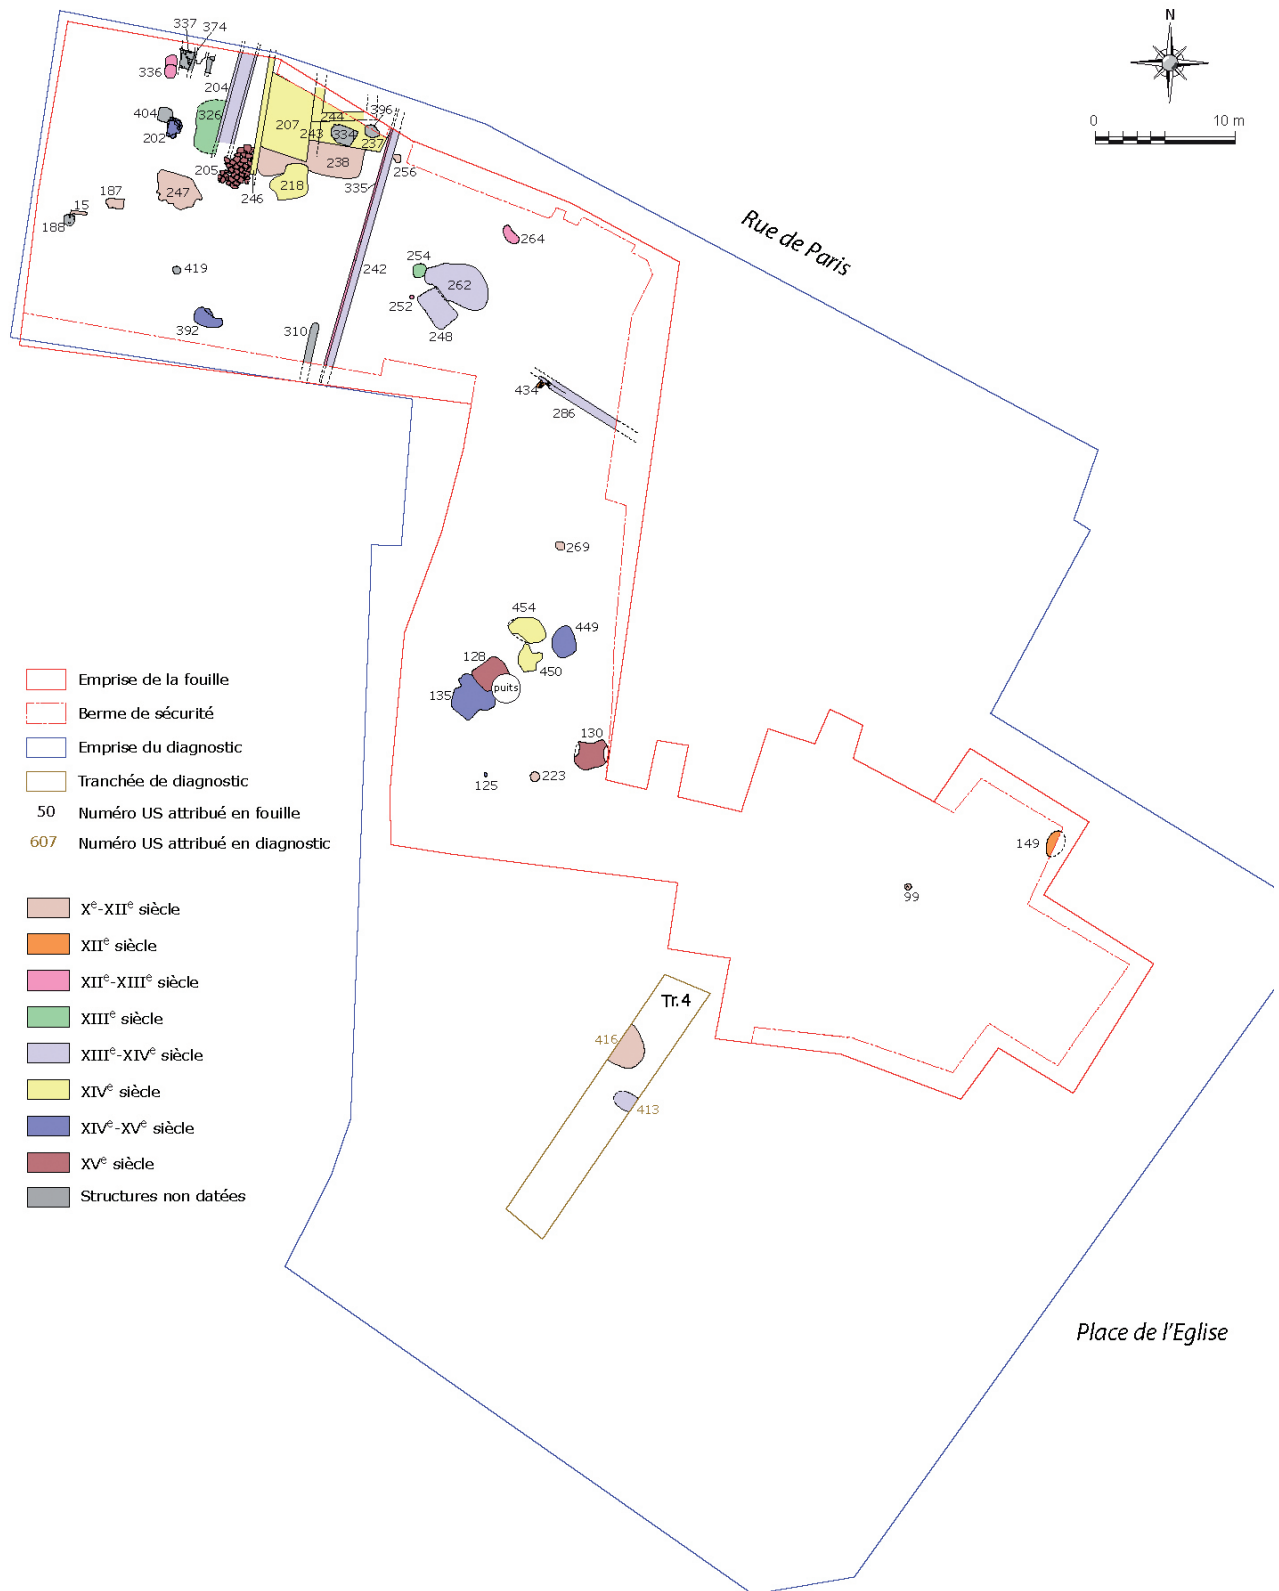 337
374
N
336
204
0
10 m
404
326
396
244
207
243
334
202
237
205
238
256
335
246
218
187
247
15
188
Rue de Paris
264
254
419
242
262
252
392
310
248
434
286
269
454
449
128
450
135
puits
130
223
125
149
99
Emprise de la fouille
Berme de sécurité
Emprise du diagnostic
Tranchée de diagnostic
50 Numéro US attribué en fouille
607 Numéro US attribué en diagnostic
Xe-XIIe siècle
XIIe siècle
XIIe-XIIIe siècle
XIIIe siècle
XIIIe-XIVe siècle
XIVe siècle
XIVe-XVe siècle
XVe siècle
Structures non datées
Tr.4
416
413
Place de l'Eglise